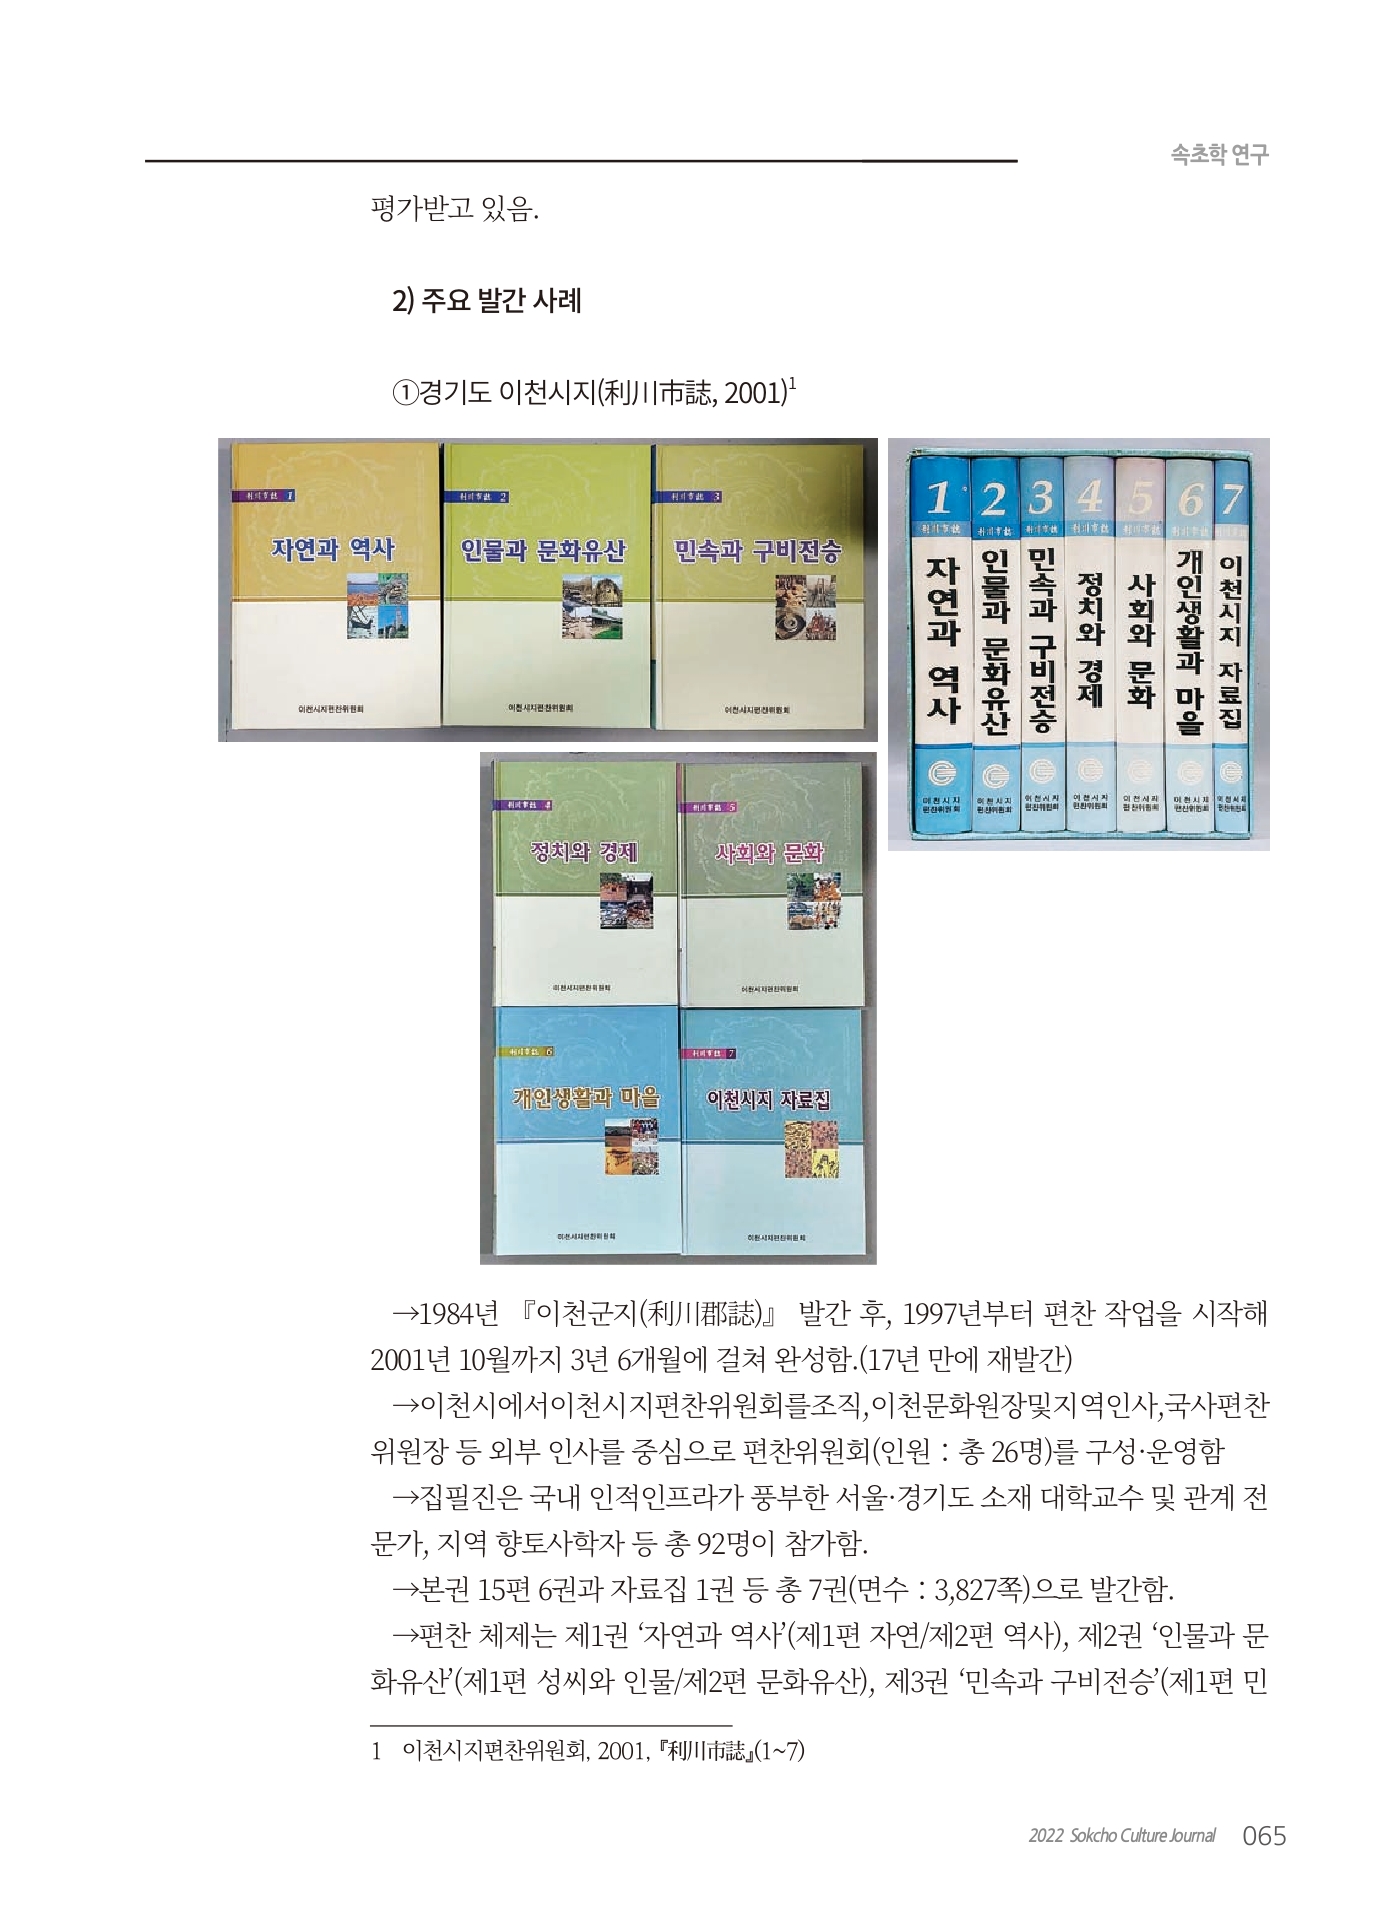 속초학 연구
평가받고 있음.
2) 주요 발간 사례
①경기도 이천시지(利川市誌, 2001)1
利川市誌 1
자연과 역사
이천시지편찬위원회
利川市誌 2
인물과 문화유산
이천시지편찬위원회
利川市誌 3
민속과 구비전승
이천시지편찬위원회
1
利川市誌
자연과 역사
이천시지
편찬위원회
2
利川市誌
인물과 문화유산
이천시지
편찬위원회
3
利川市誌
민속과 구비전승
이천시지
편찬위원회
4
利川市誌
정치와 경제
이천시지
편찬위원회
5
利川市誌
사회와 문화
이천시지
편찬위원회
6
利川市誌
개인생활과 마을
이천시지
편찬위원회
7
利川市誌
이천시지 자료집
이천시지
편찬위원회
利川市誌 4
정치와 경제
이천시지편찬위원회
利川市誌 5
사회와 문화
이천시지편찬위원회
利川市誌 6
개인생활과 마을
이천시지편찬위원회
利川市誌 7
이천시지 자료집
이천시지편찬위원회
→1984년 『이천군지(利川郡誌)』 발간 후, 1997년부터 편찬 작업을 시작해
2001년 10월까지 3년 6개월에 걸쳐 완성함.(17년 만에 재발간)
→이천시에서이천시지편찬위원회를조직,이천문화원장및지역인사,국사편찬
위원장 등 외부 인사를 중심으로 편찬위원회(인원 : 총 26명)를 구성·운영함
→집필진은 국내 인적인프라가 풍부한 서울·경기도 소재 대학교수 및 관계 전
문가, 지역 향토사학자 등 총 92명이 참가함.
→본권 15편 6권과 자료집 1권 등 총 7권(면수 : 3,827쪽)으로 발간함.
→편찬 체제는 제1권 ‘자연과 역사’(제1편 자연/제2편 역사), 제2권 ‘인물과 문
화유산’(제1편 성씨와 인물/제2편 문화유산), 제3권 ‘민속과 구비전승’(제1편 민
1 이천시지편찬위원회, 2001, 『利川市誌』(1~7)
2022 Sokcho Culture Journal 065